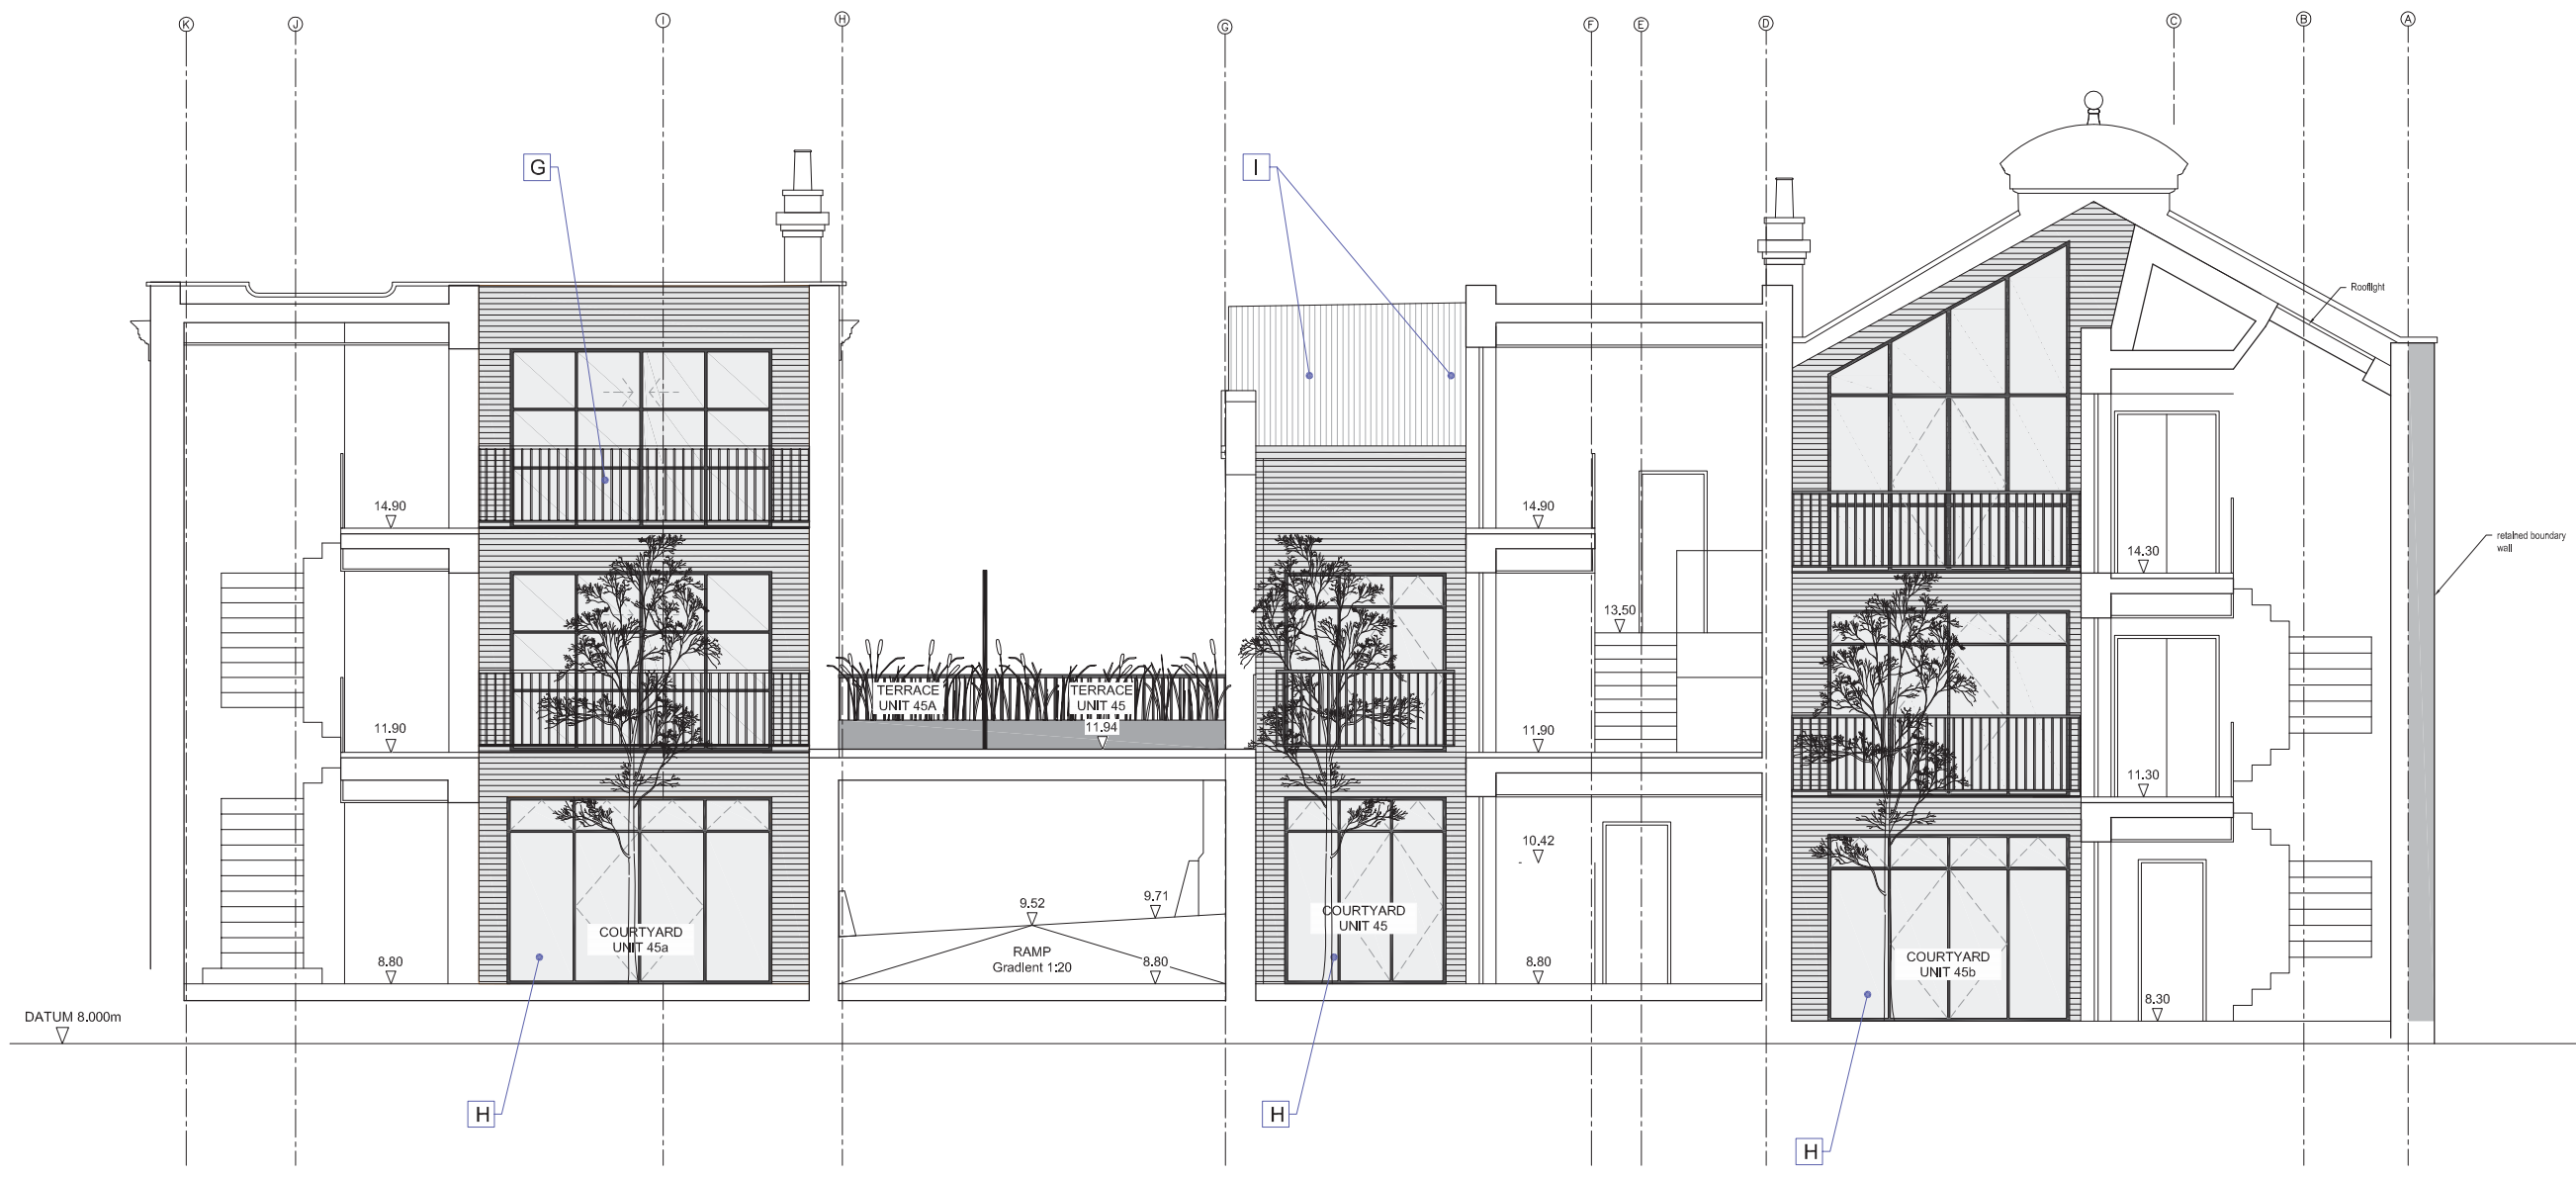 K
J
I
H
G
F
E
D
C
B
A
G
I
Rooflight
14.90
14.90
14.30
retained boundary
wall
13.50
TERRACE
UNIT 45A
TERRACE
UNIT 45
11.94
11.90
11.90
11.30
10.42
9.52
9.71
COURTYARD
UNIT 45a
COURTYARD
UNIT 45
RAMP
Gradient 1:20
8.80
8.80
8.80
COURTYARD
UNIT 45b
8.30
DATUM 8.000m
H
H
H